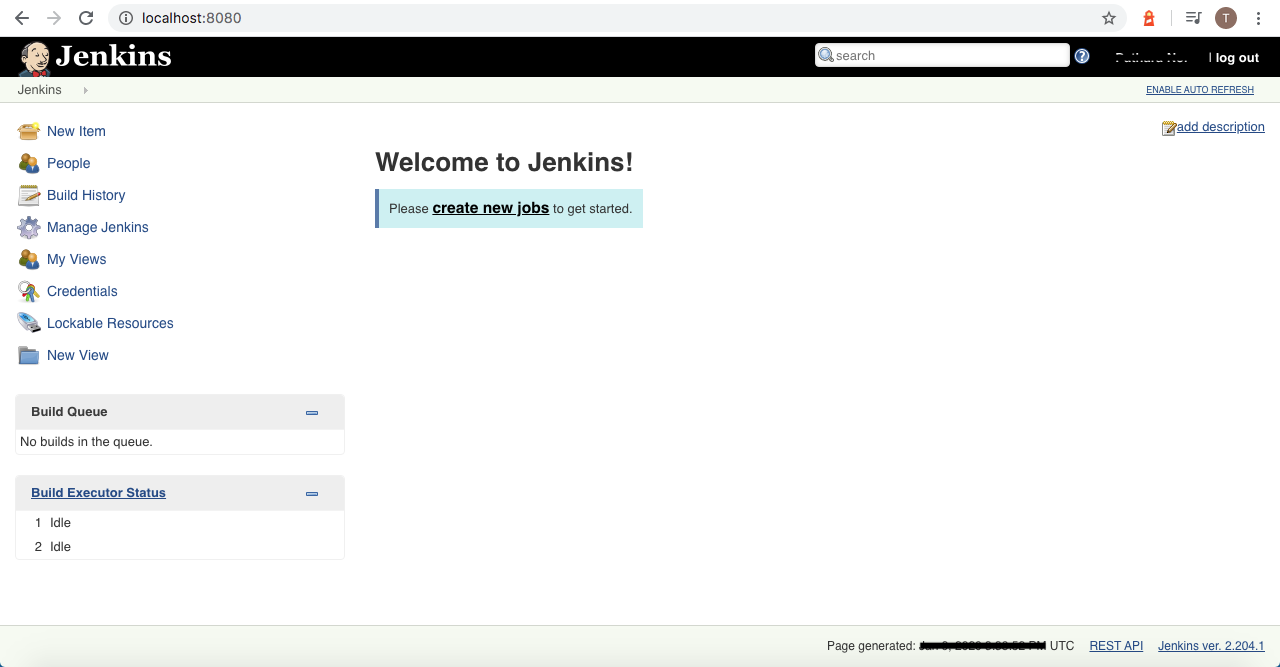 localhost:8080
T
Jenkins
search
| log out
Jenkins
ENABLE AUTO REFRESH
New Item
People
Build History
Manage Jenkins
My Views
Credentials
Lockable Resources
New View
Build Queue
No builds in the queue.
Build Executor Status
1 Idle
2 Idle
add description
Welcome to Jenkins!
Please create new jobs to get started.
Page generated: UTC REST API Jenkins ver. 2.204.1